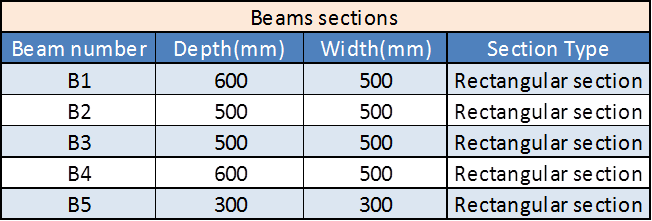 Beams sections
Beam number Depth(mm) Width(mm) Section Type
B1 600 500 Rectangular section
B2 500 500 Rectangular section
B3 500 500 Rectangular section
B4 600 500 Rectangular section
B5 300 300 Rectangular section